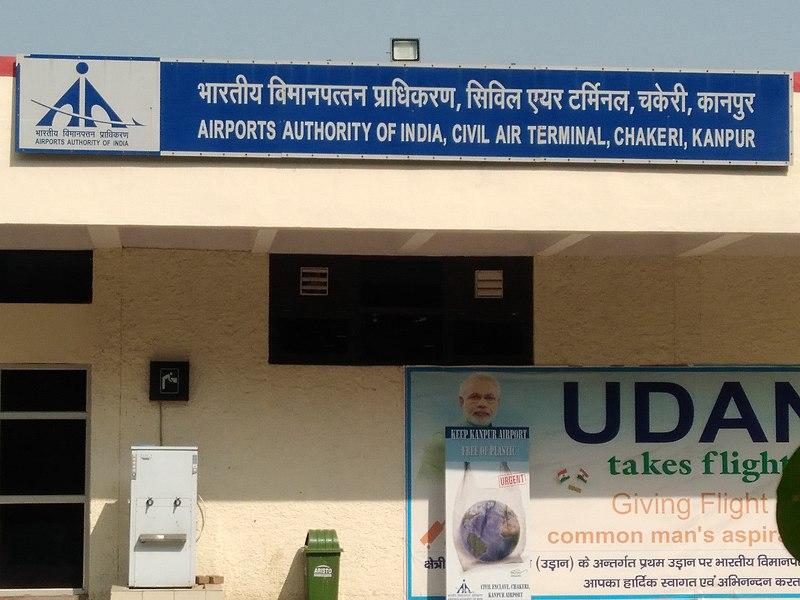 भारतीय विमानपत्तन प्राधिकरण, सिविल एयर टर्मिनल, चकेरी, कानपुर
AIRPORTS AUTHORITY OF INDIA, CIVIL AIR TERMINAL, CHAKERI, KANPUR
भारतीय विमानपत्तन प्राधिकरण
AIRPORTS AUTHORITY OF INDIA
UDAN
takes flight
Giving Flight
common man's aspira
क्षेत्री
(उड़ान) के अन्तर्गत प्रथम उड़ान पर भारतीय विमानप
आपका हार्दिक स्वागत एवं अभिनन्दन करत
KEEP KANPUR AIRPORT
FREE OF PLASTIC
URGENT
CIVIL ENCLAVE, CHAKERI,
KANPUR AIRPORT
ARISTO